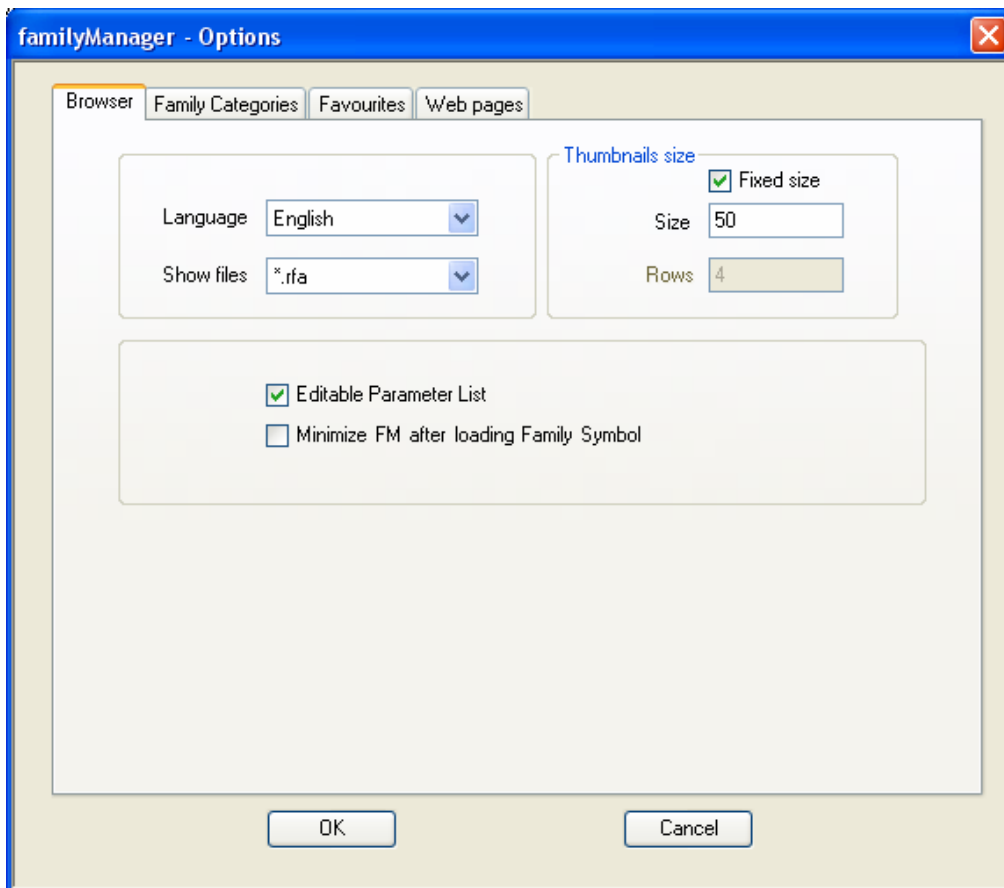 familyManager - Options
Browser
Family Categories
Favourites
Web pages
Language
English
Show files
*.rfa
Thumbnails size
Fixed size
Size
50
Rows
4
Editable Parameter List
Minimize FM after loading Family Symbol
OK
Cancel